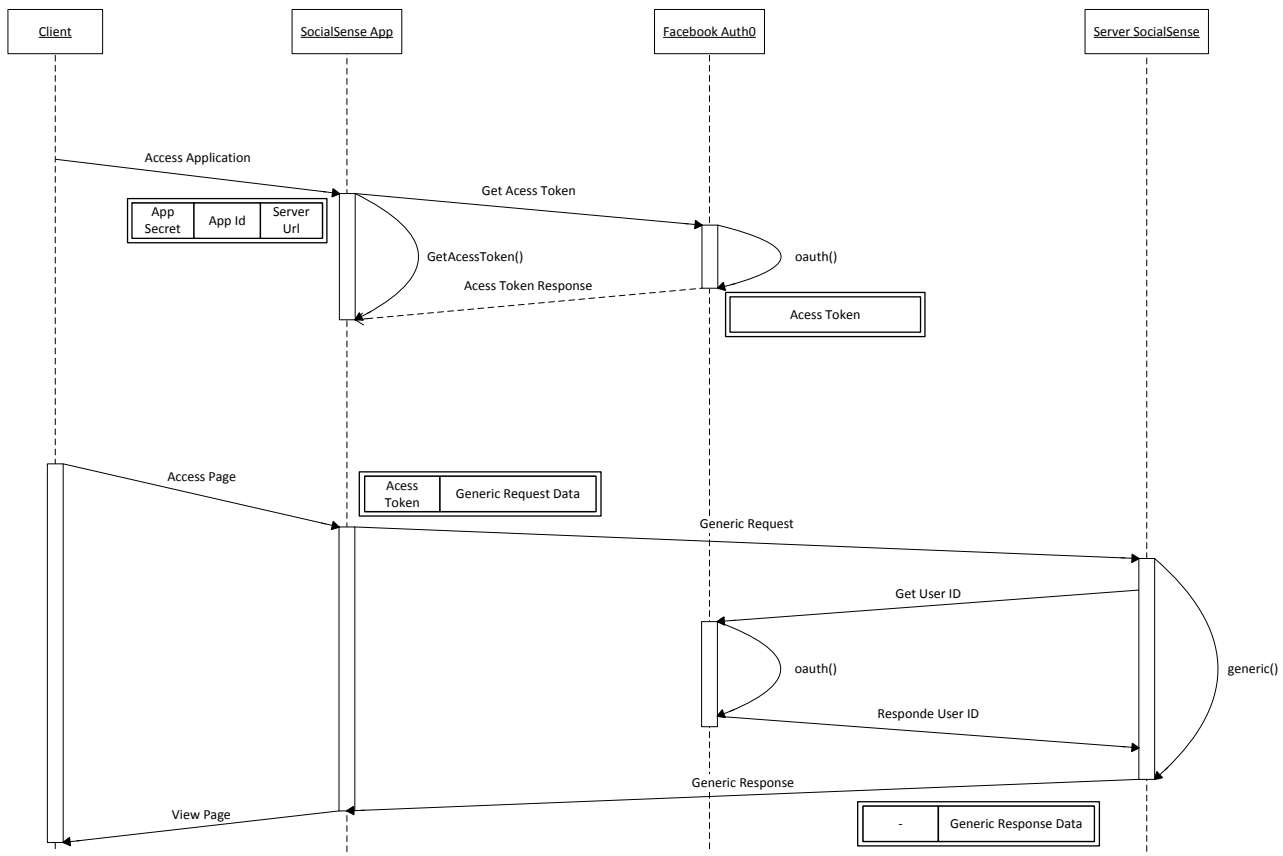 Client
SocialSense App
Facebook Auth0
Server SocialSense
Access Application
Get Acess Token
App
Secret
App Id
Server
Url
GetAcessToken()
oauth()
Acess Token Response
Acess Token
Access Page
Acess
Token
Generic Request Data
Generic Request
Get User ID
oauth()
generic()
Responde User ID
Generic Response
View Page
-
Generic Response Data